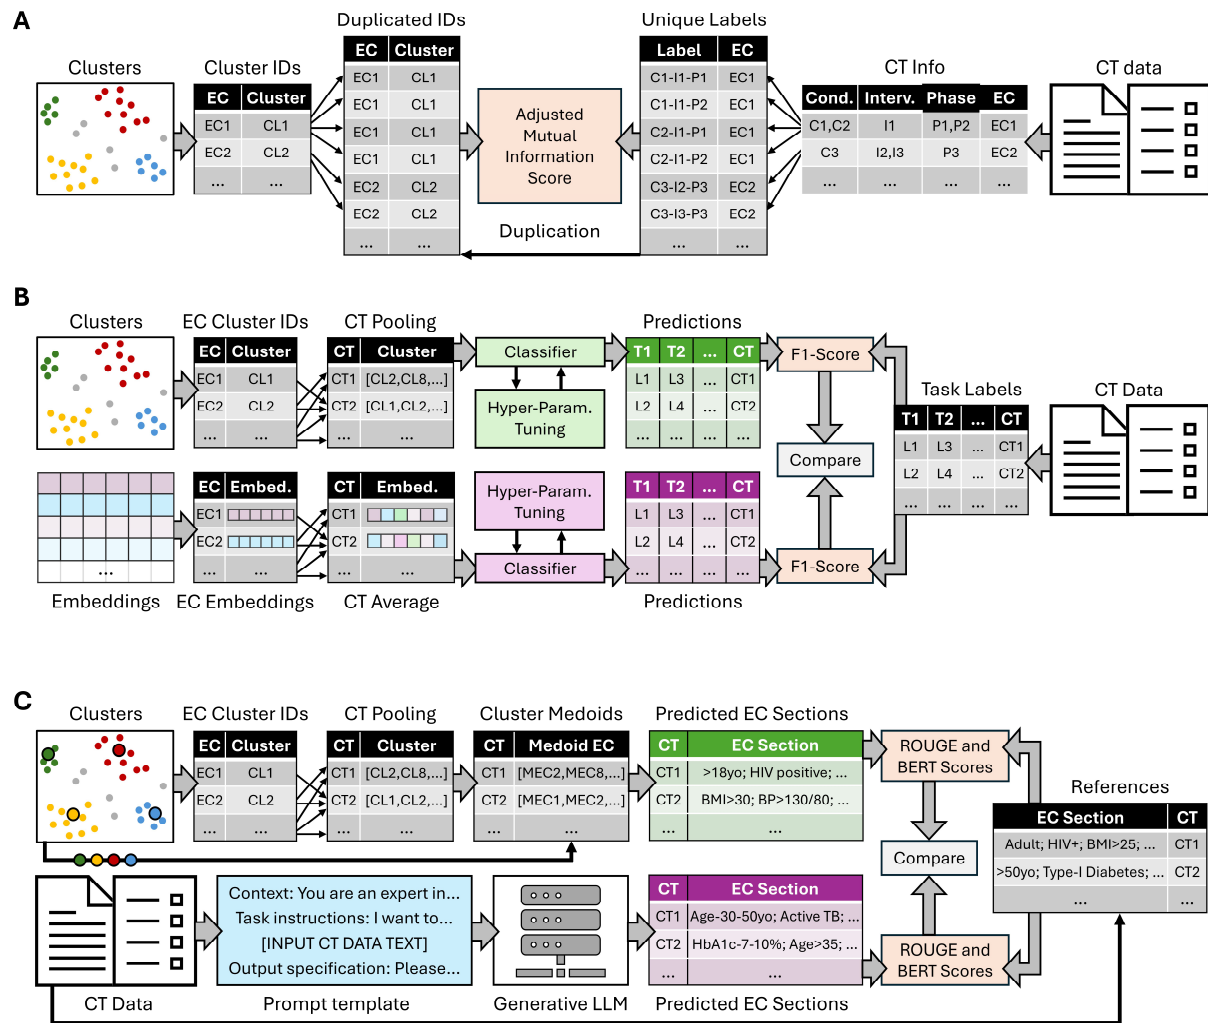 A
Clusters
Cluster IDs
EC Cluster
EC1 CL1
EC2 CL2
... ...
Duplicated IDs
EC Cluster
EC1 CL1
EC1 CL1
EC1 CL1
EC1 CL1
EC2 CL2
EC2 CL2
... ...
Adjusted
Mutual
Information
Score
Duplication
Unique Labels
Label EC
C1-I1-P1 EC1
C1-I1-P2 EC1
C2-I1-P1 EC1
C2-I1-P2 EC1
C3-I2-P3 EC2
C3-I3-P3 EC2
... ...
CT Info
Cond. Interv. Phase EC
C1,C2 I1 P1,P2 EC1
C3 I2,I3 P3 EC2
... ... ... ...
CT data
B
Clusters
EC Cluster IDs
EC Cluster
EC1 CL1
EC2 CL2
... ...
CT Pooling
CT Cluster
CT1 [CL2,CL8,...]
CT2 [CL1,CL2,...]
... ...
Classifier
Hyper-Param.
Tuning
Predictions
T1 T2 ... CT
L1 L3 ... CT1
L2 L4 ... CT2
... ... ... ...
F1-Score
Compare
Task Labels
T1 T2 ... CT
L1 L3 ... CT1
L2 L4 ... CT2
... ... ... ...
CT Data
...
Embeddings
EC Embed.
EC1
EC2
... ...
EC Embeddings
CT Embed.
CT1
CT2
... ...
CT Average
Hyper-Param.
Tuning
Classifier
T1 T2 ... CT
L1 L3 ... CT1
L2 L4 ... CT2
... ... ... ...
Predictions
F1-Score
C
Clusters
EC Cluster IDs
EC Cluster
EC1 CL1
EC2 CL2
... ...
CT Pooling
CT Cluster
CT1 [CL2,CL8,...]
CT2 [CL1,CL2,...]
... ...
Cluster Medoids
CT Medoid EC
CT1 [MEC2,MEC8,...]
CT2 [MEC1,MEC2,...]
... ...
Predicted EC Sections
CT EC Section
CT1 >18yo; HIV positive; ...
CT2 BMI>30; BP>130/80; ...
... ...
ROUGE and
BERT Scores
Compare
References
EC Section CT
Adult; HIV+; BMI>25; ... CT1
>50yo; Type-I Diabetes; ... CT2
... ...
CT Data
Context: You are an expert in...
Task instructions: I want to...
[INPUT CT DATA TEXT]
Output specification: Please...
Prompt template
Generative LLM
CT EC Section
CT1 Age-30-50yo; Active TB; ...
CT2 HbA1c-7-10%; Age>35; ...
... ...
Predicted EC Sections
ROUGE and
BERT Scores